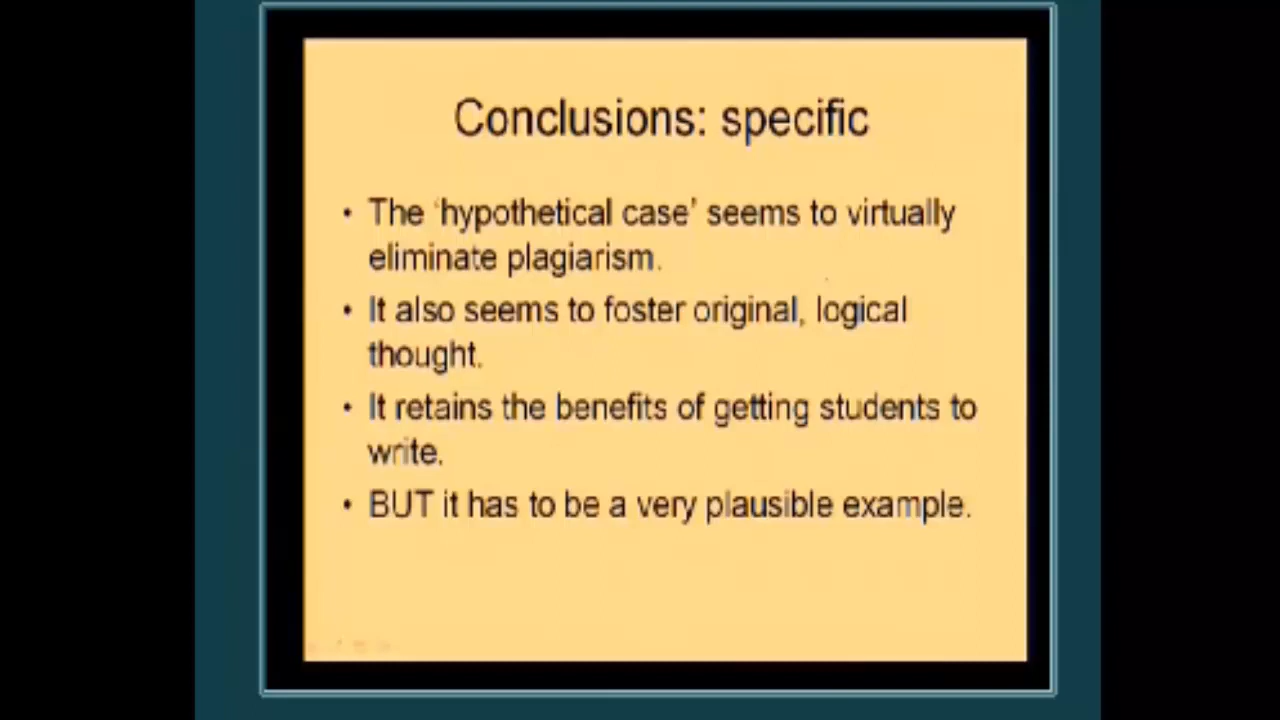 Conclusions: specific
• The 'hypothetical case' seems to virtually
eliminate plagiarism.
• It also seems to foster original, logical
thought.
• It retains the benefits of getting students to
write.
• BUT it has to be a very plausible example.